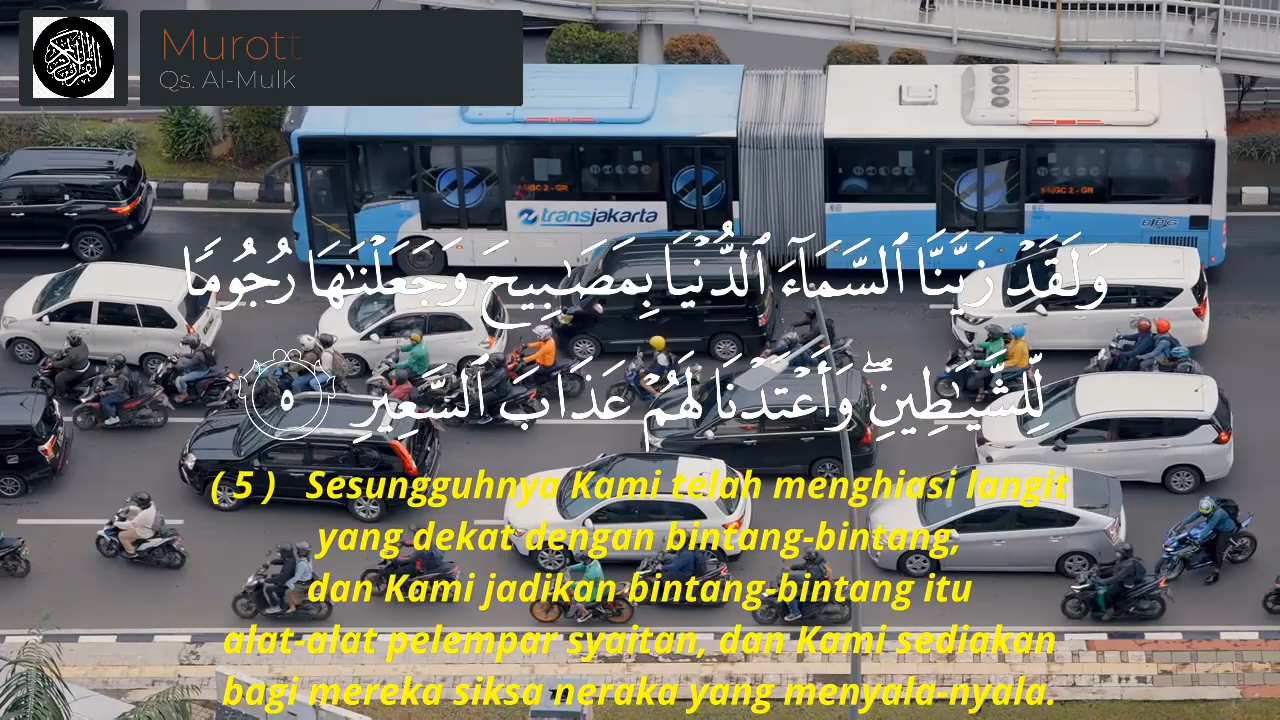 Murott
Qs. Al-Mulk
transjakarta
BBG
وَلَقَدۡ زَيَّنَّا ٱلسَّمَآءَ ٱلدُّنۡيَا بِمَصَٰبِيحَ وَجَعَلۡنَٰهَا رُجُومٗا
لِّلشَّيَٰطِينِۖ وَأَعۡتَدۡنَا لَهُمۡ عَذَابَ ٱلسَّعِيرِ ٥
( 5 ) Sesungguhnya Kami telah menghiasi langit
yang dekat dengan bintang-bintang,
dan Kami jadikan bintang-bintang itu
alat-alat pelempar syaitan, dan Kami sediakan
bagi mereka siksa neraka yang menyala-nyala.